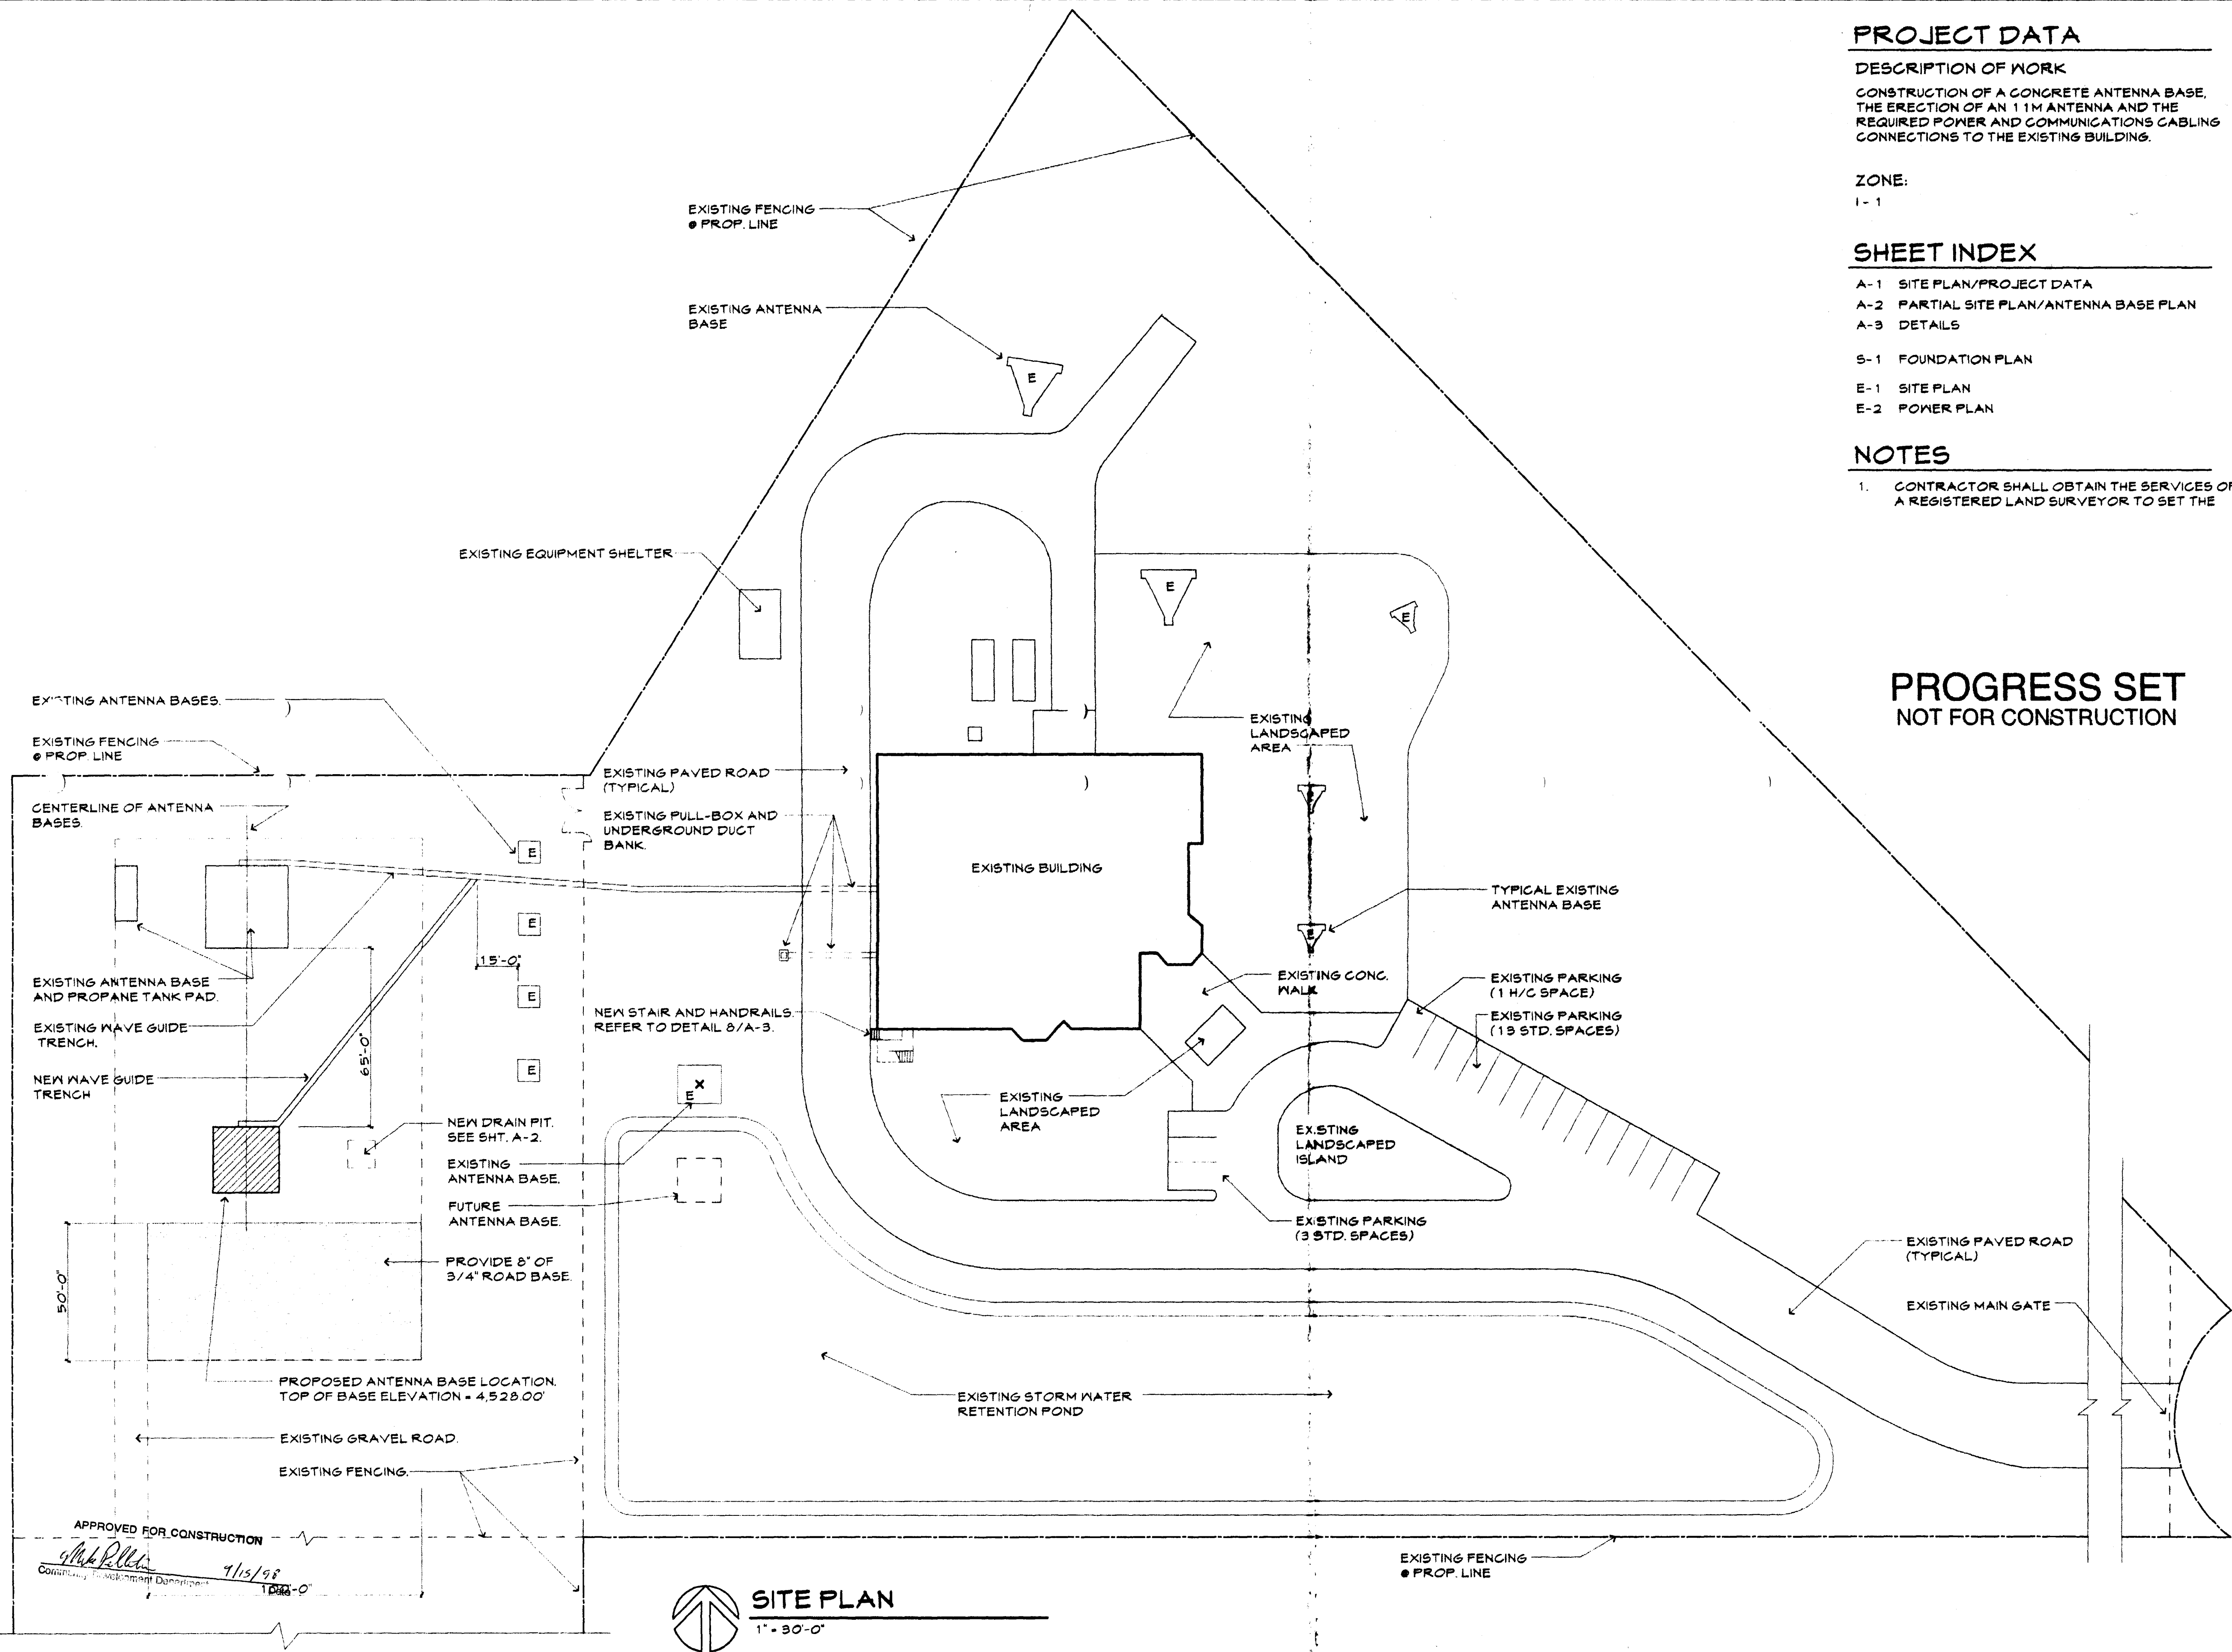 PROJECT DATA
DESCRIPTION OF WORK
CONSTRUCTION OF A CONCRETE ANTENNA BASE,
THE ERECTION OF AN 11M ANTENNA AND THE
REQUIRED POWER AND COMMUNICATIONS CABLING
CONNECTIONS TO THE EXISTING BUILDING.
ZONE:
I-1
SHEET INDEX
A-1 SITE PLAN/PROJECT DATA
A-2 PARTIAL SITE PLAN/ANTENNA BASE PLAN
A-3 DETAILS
S-1 FOUNDATION PLAN
E-1 SITE PLAN
E-2 POWER PLAN
NOTES
1. CONTRACTOR SHALL OBTAIN THE SERVICES OF
A REGISTERED LAND SURVEYOR TO SET THE
PROGRESS SET
NOT FOR CONSTRUCTION
EXISTING FENCING
@ PROP. LINE
EXISTING ANTENNA
BASE
E
EXISTING EQUIPMENT SHELTER
E
E
EXISTING ANTENNA BASES.
EXISTING FENCING
@ PROP. LINE
CENTERLINE OF ANTENNA
BASES.
EXISTING PAVED ROAD
(TYPICAL)
EXISTING PULL-BOX AND
UNDERGROUND DUCT
BANK.
EXISTING
LANDSCAPED
AREA
EXISTING BUILDING
E
E
E
E
TYPICAL EXISTING
ANTENNA BASE
E
15'-0"
EXISTING ANTENNA BASE
AND PROPANE TANK PAD.
EXISTING WAVE GUIDE
TRENCH.
65'-0"
NEW WAVE GUIDE
TRENCH
NEW STAIR AND HANDRAILS.
REFER TO DETAIL 8/A-3.
EXISTING CONC.
WALK
EXISTING PARKING
(1 H/C SPACE)
EXISTING PARKING
(13 STD. SPACES)
X
E
NEW DRAIN PIT.
SEE SHT. A-2.
EXISTING
ANTENNA BASE.
FUTURE
ANTENNA BASE.
EXISTING
LANDSCAPED
AREA
EXISTING
LANDSCAPED
ISLAND
EXISTING PARKING
(3 STD. SPACES)
PROVIDE 8" OF
3/4" ROAD BASE.
50'-0"
EXISTING PAVED ROAD
(TYPICAL)
EXISTING MAIN GATE
PROPOSED ANTENNA BASE LOCATION.
TOP OF BASE ELEVATION = 4,528.00'
EXISTING STORM WATER
RETENTION POND
EXISTING GRAVEL ROAD.
EXISTING FENCING.
APPROVED FOR CONSTRUCTION
Community Development Department
9/15/98
Date
EXISTING FENCING
@ PROP. LINE
SITE PLAN
1" = 30'-0"